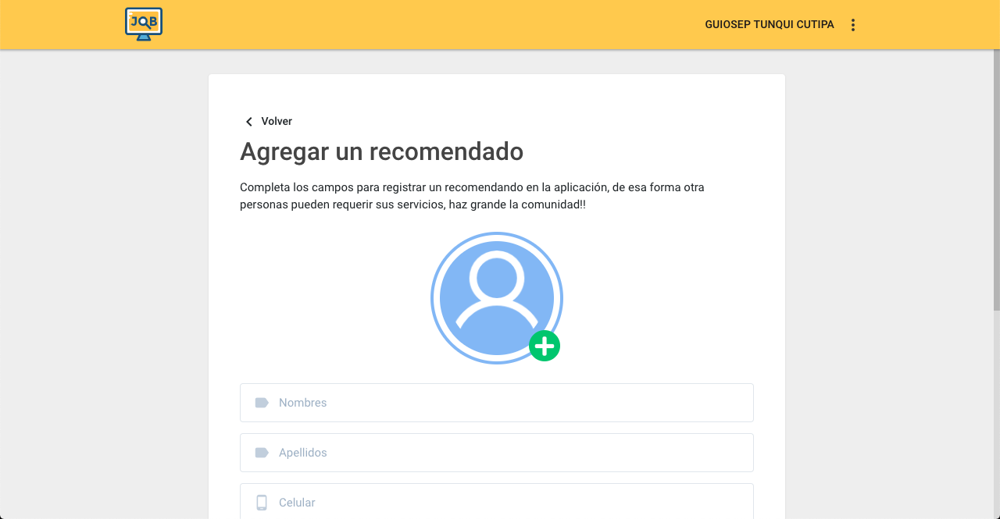 JOB
GUIOSEP TUNQUI CUTIPA
Volver
Agregar un recomendado
Completa los campos para registrar un recomendando en la aplicación, de esa forma otra
personas pueden requerir sus servicios, haz grande la comunidad!!
Nombres
Apellidos
Celular